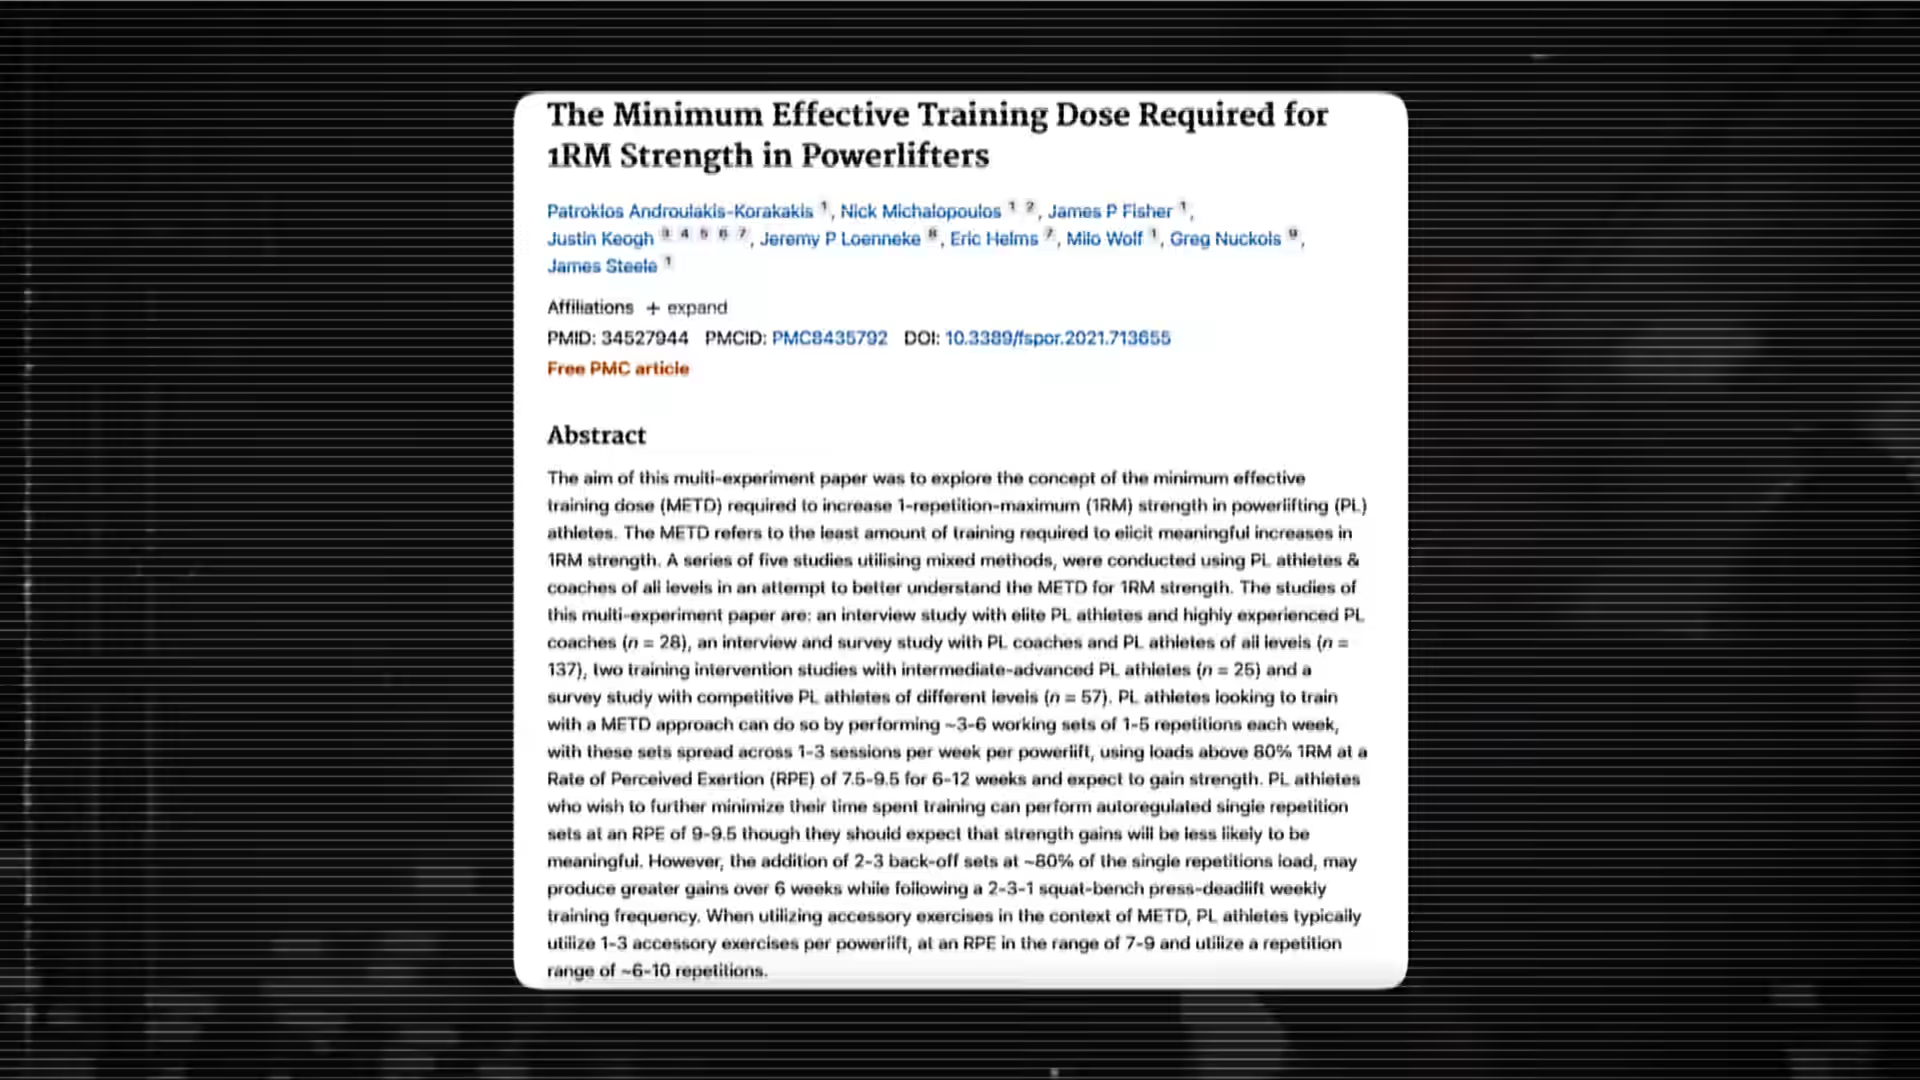 The Minimum Effective Training Dose Required for
1RM Strength in Powerlifters
Patroklos Androulakis-Korakakis 1, Nick Michalopoulos 1 2, James P Fisher 1,
Justin Keogh 3 4 5 6 7, Jeremy P Loenneke 8, Eric Helms 7, Milo Wolf 1, Greg Nuckols 9,
James Steele 1
Affiliations + expand
PMID: 34527944 PMCID: PMC8435792 DOI: 10.3389/fspor.2021.713655
Free PMC article
Abstract
The aim of this multi-experiment paper was to explore the concept of the minimum effective
training dose (METD) required to increase 1-repetition-maximum (1RM) strength in powerlifting (PL)
athletes. The METD refers to the least amount of training required to elicit meaningful increases in
1RM strength. A series of five studies utilising mixed methods, were conducted using PL athletes &
coaches of all levels in an attempt to better understand the METD for 1RM strength. The studies of
this multi-experiment paper are: an interview study with elite PL athletes and highly experienced PL
coaches (n = 28), an interview and survey study with PL coaches and PL athletes of all levels (n =
137), two training intervention studies with intermediate-advanced PL athletes (n = 25) and a
survey study with competitive PL athletes of different levels (n = 57). PL athletes looking to train
with a METD approach can do so by performing ~3-6 working sets of 1-5 repetitions each week,
with these sets spread across 1-3 sessions per week per powerlift, using loads above 80% 1RM at a
Rate of Perceived Exertion (RPE) of 7.5-9.5 for 6-12 weeks and expect to gain strength. PL athletes
who wish to further minimize their time spent training can perform autoregulated single repetition
sets at an RPE of 9-9.5 though they should expect that strength gains will be less likely to be
meaningful. However, the addition of 2-3 back-off sets at ~80% of the single repetitions load, may
produce greater gains over 6 weeks while following a 2-3-1 squat-bench press-deadlift weekly
training frequency. When utilizing accessory exercises in the context of METD, PL athletes typically
utilize 1-3 accessory exercises per powerlift, at an RPE in the range of 7-9 and utilize a repetition
range of ~6-10 repetitions.